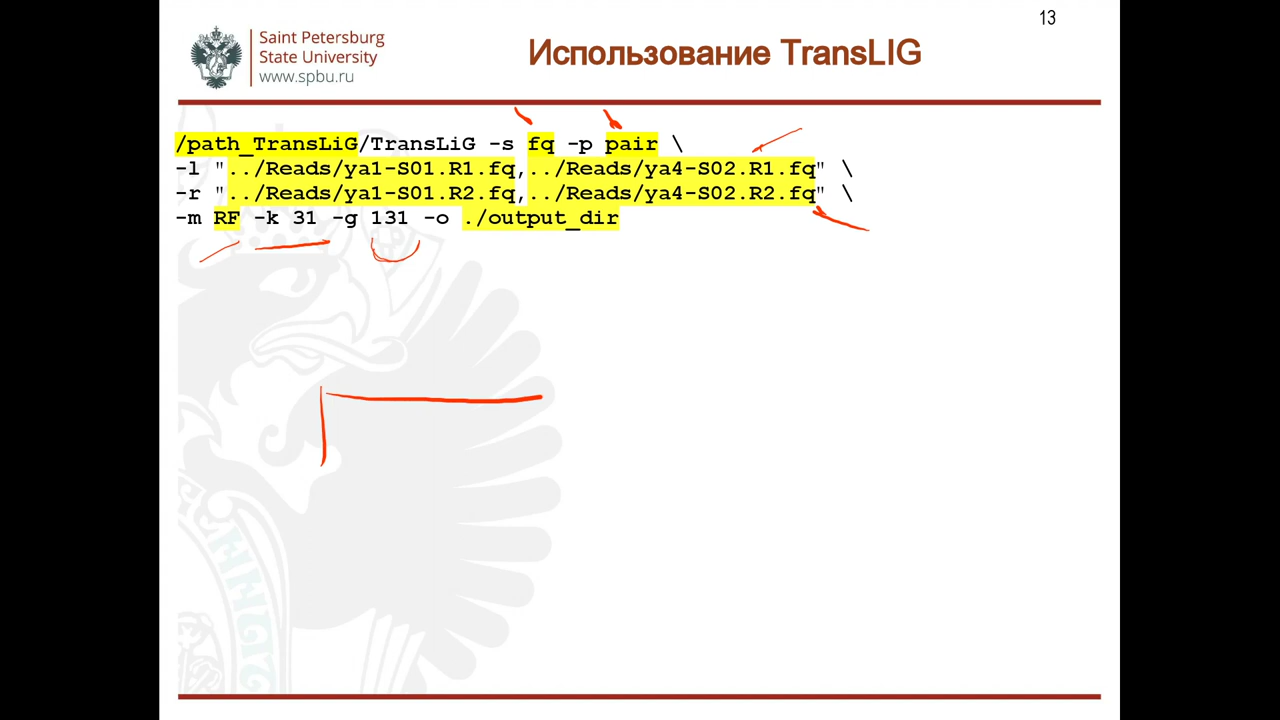 13
Saint Petersburg
State University
www.spbu.ru
Использование TransLIG
/path_TransLiG/TransLiG -s fq -p pair \
-l "../Reads/ya1-S01.R1.fq,../Reads/ya4-S02.R1.fq" \
-r "../Reads/ya1-S01.R2.fq,../Reads/ya4-S02.R2.fq" \
-m RF -k 31 -g 131 -o ./output_dir